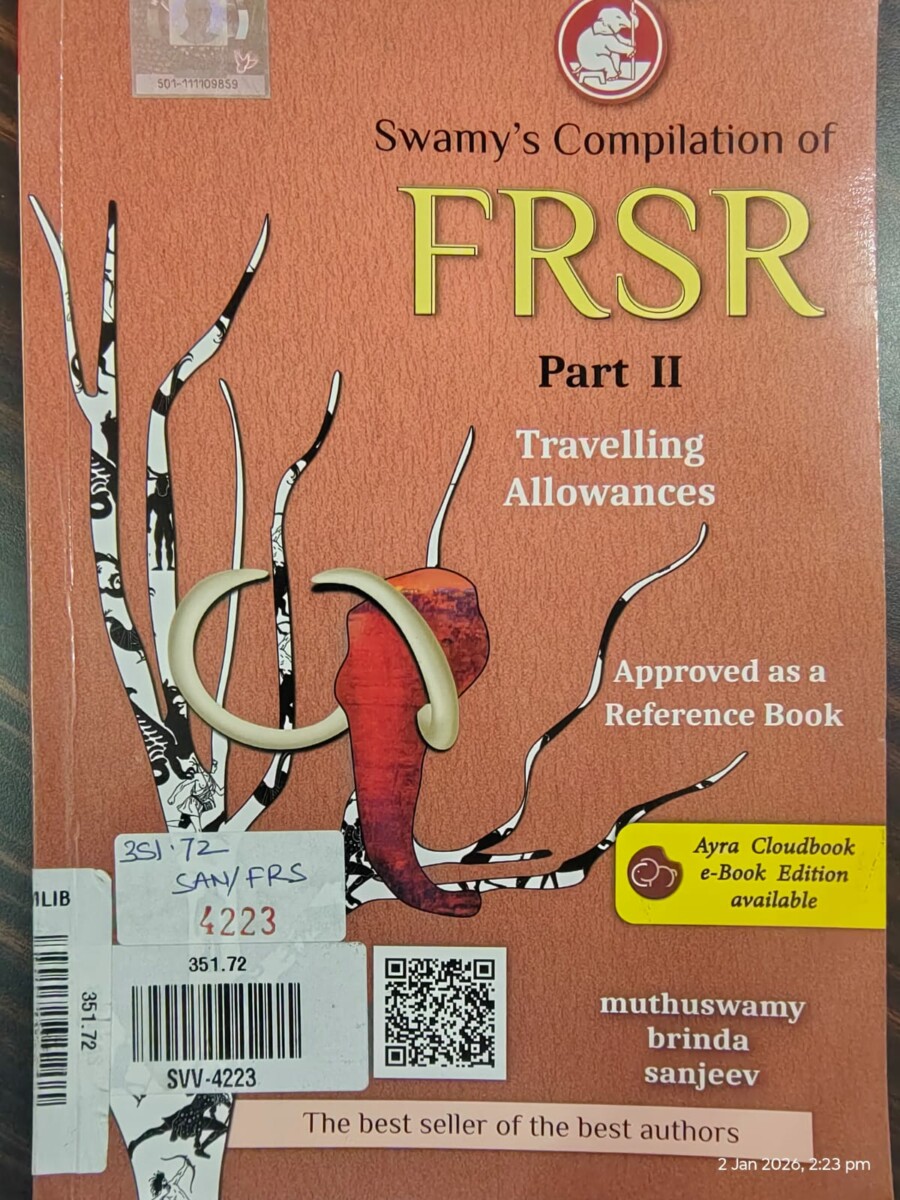 501-111109859
Swamy's Compilation of
FRSR
Part II
Travelling
Allowances
Approved as a
Reference Book
Ayra Cloudbook
e-Book Edition
available
351.72
SAN/FRS
4223
351.72
SVV-4223
351.72
muthuswamy
brinda
sanjeev
The best seller of the best authors
2 Jan 2026, 2:23 pm